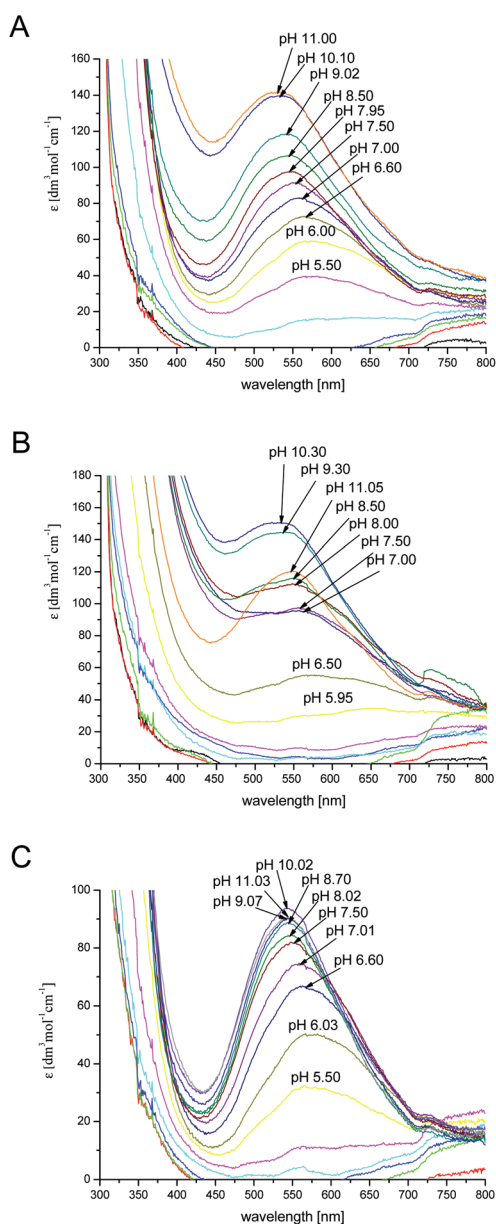 A
pH 11.00
pH 10.10
pH 9.02
pH 8.50
pH 7.95
pH 7.50
pH 7.00
pH 6.60
pH 6.00
pH 5.50
ε [dm³mol⁻¹cm⁻¹]
160
140
120
100
80
60
40
20
0
300 350 400 450 500 550 600 650 700 750 800
wavelength [nm]
B
pH 10.30
pH 9.30
pH 11.05
pH 8.50
pH 8.00
pH 7.50
pH 7.00
pH 6.50
pH 5.95
ε [dm³mol⁻¹cm⁻¹]
180
160
140
120
100
80
60
40
20
0
300 350 400 450 500 550 600 650 700 750 800
wavelength [nm]
C
pH 10.02
pH 11.03
pH 8.70
pH 9.07
pH 8.02
pH 7.50
pH 7.01
pH 6.60
pH 6.03
pH 5.50
ε [dm³mol⁻¹cm⁻¹]
100
80
60
40
20
0
300 350 400 450 500 550 600 650 700 750 800
wavelength [nm]